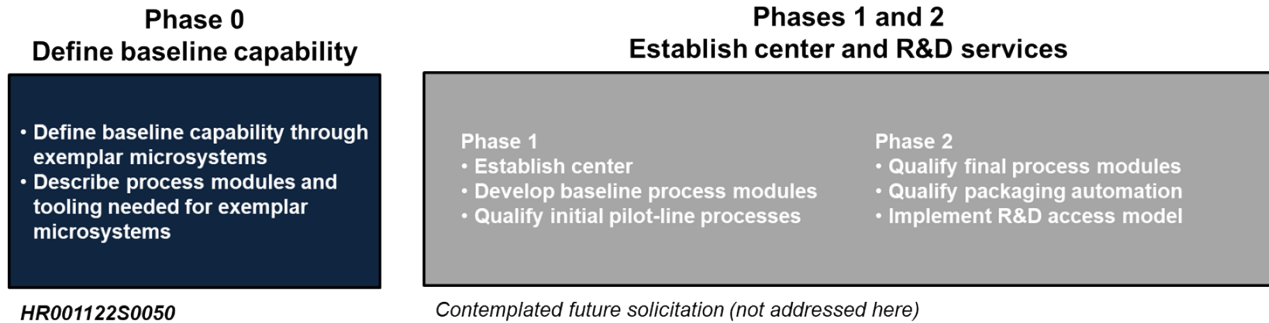 Phase 0
Define baseline capability
• Define baseline capability through
exemplar microsystems
• Describe process modules and
tooling needed for exemplar
microsystems
HR001122S0050
Phases 1 and 2
Establish center and R&D services
Phase 1
• Establish center
• Develop baseline process modules
• Qualify initial pilot-line processes
Phase 2
• Qualify final process modules
• Qualify packaging automation
• Implement R&D access model
Contemplated future solicitation (not addressed here)